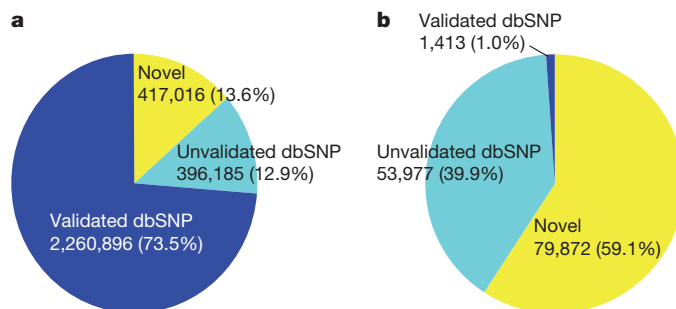 a
Novel
417,016 (13.6%)
Unvalidated dbSNP
396,185 (12.9%)
Validated dbSNP
2,260,896 (73.5%)
b
Validated dbSNP
1,413 (1.0%)
Unvalidated dbSNP
53,977 (39.9%)
Novel
79,872 (59.1%)